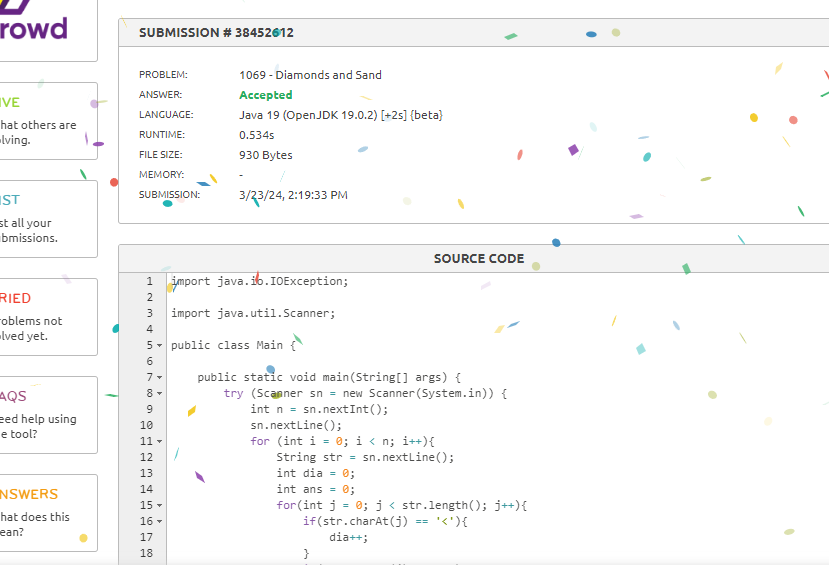 rowd
SUBMISSION # 38452612
PROBLEM: 1069 - Diamonds and Sand
ANSWER: Accepted
LANGUAGE: Java 19 (OpenJDK 19.0.2) [+2s] {beta}
RUNTIME: 0.534s
FILE SIZE: 930 Bytes
MEMORY: -
SUBMISSION: 3/23/24, 2:19:33 PM
IVE
hat others are
lving.
IST
st all your
ubmissions.
RIED
roblems not
lved yet.
AQS
eed help using
e tool?
NSWERS
hat does this
ean?
SOURCE CODE
1 import java.io.IOException;
2
3 import java.util.Scanner;
4
5 public class Main {
6
7 public static void main(String[] args) {
8 try (Scanner sn = new Scanner(System.in)) {
9 int n = sn.nextInt();
10 sn.nextLine();
11 for (int i = 0; i < n; i++){
12 String str = sn.nextLine();
13 int dia = 0;
14 int ans = 0;
15 for(int j = 0; j < str.length(); j++){
16 if(str.charAt(j) == '<'){
17 dia++;
18 }